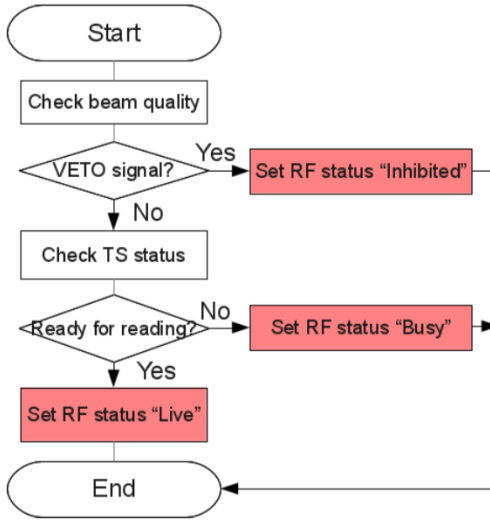 Start
Check beam quality
VETO signal?
Yes
Set RF status “Inhibited”
No
Check TS status
Ready for reading?
No
Set RF status “Busy”
Yes
Set RF status “Live”
End